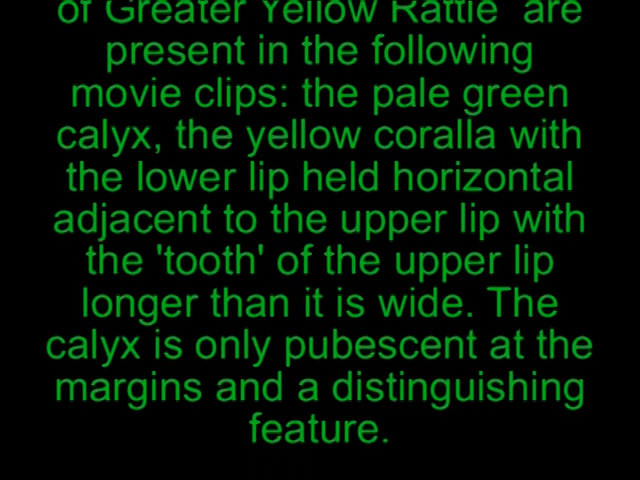 of Greater Yellow Rattle  are
present in the following
movie clips: the pale green
calyx, the yellow coralla with
the lower lip held horizontal
adjacent to the upper lip with
the 'tooth' of the upper lip
longer than it is wide. The
calyx is only pubescent at the
margins and a distinguishing
feature.